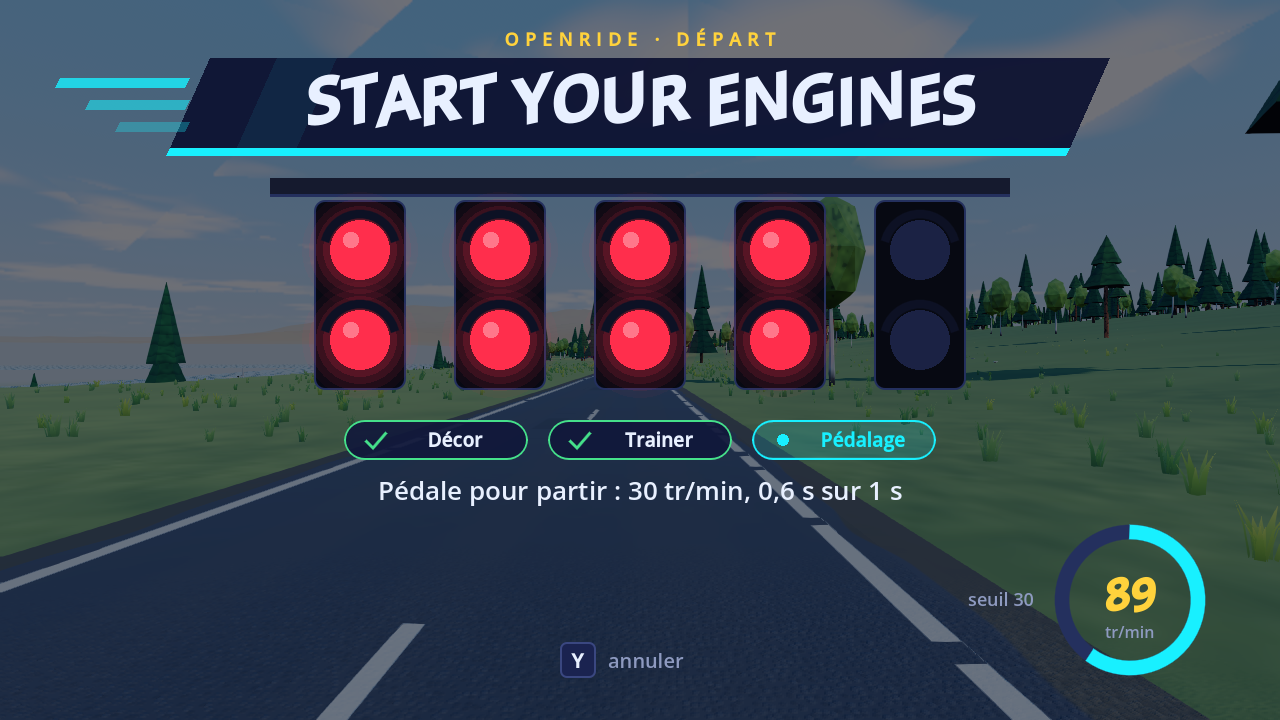 OPENRIDE · DÉPART
START YOUR ENGINES
Décor
Trainer
Pédalage
Pédale pour partir : 30 tr/min, 0,6 s sur 1 s
seuil 30
89
tr/min
Y annuler